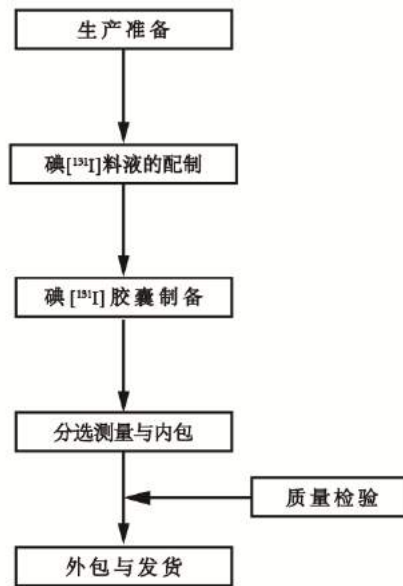 生产准备
碘[¹³¹I]料液的配制
碘[¹³¹I]胶囊制备
分选测量与内包
质量检验
外包与发货